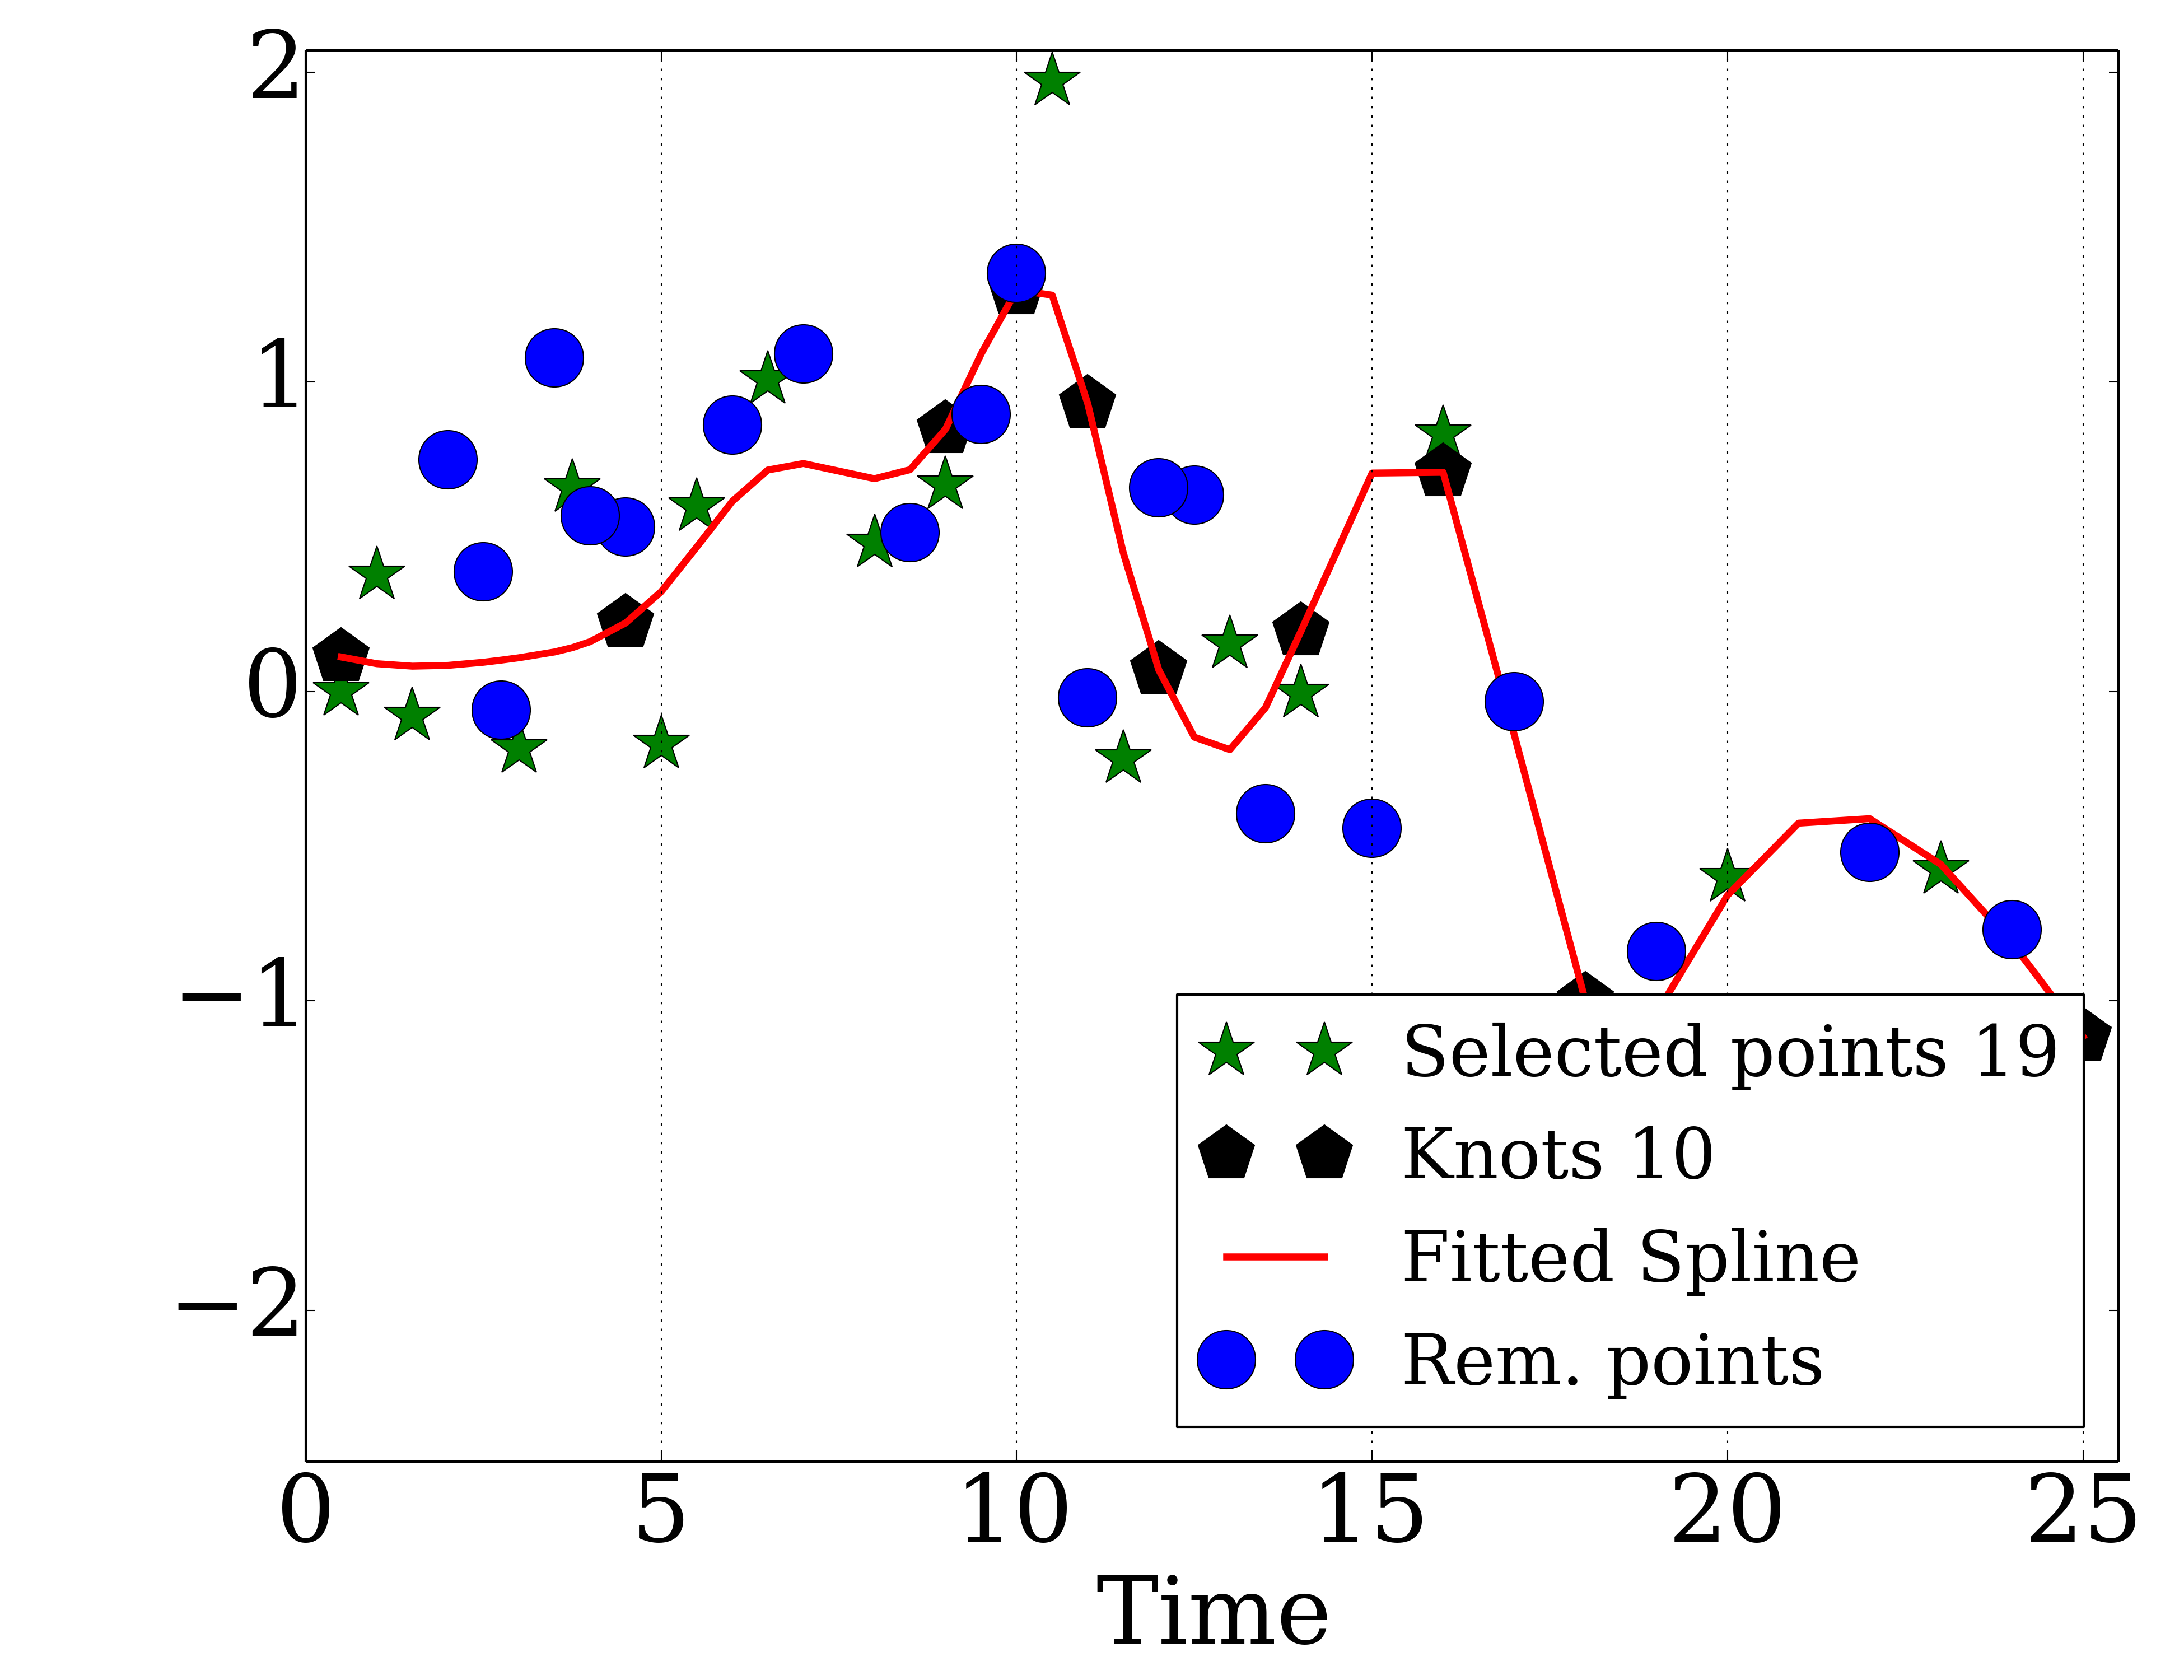 2
1
0
−1
−2
Selected points 19
Knots 10
Fitted Spline
Rem. points
0 5 10 15 20 25
Time